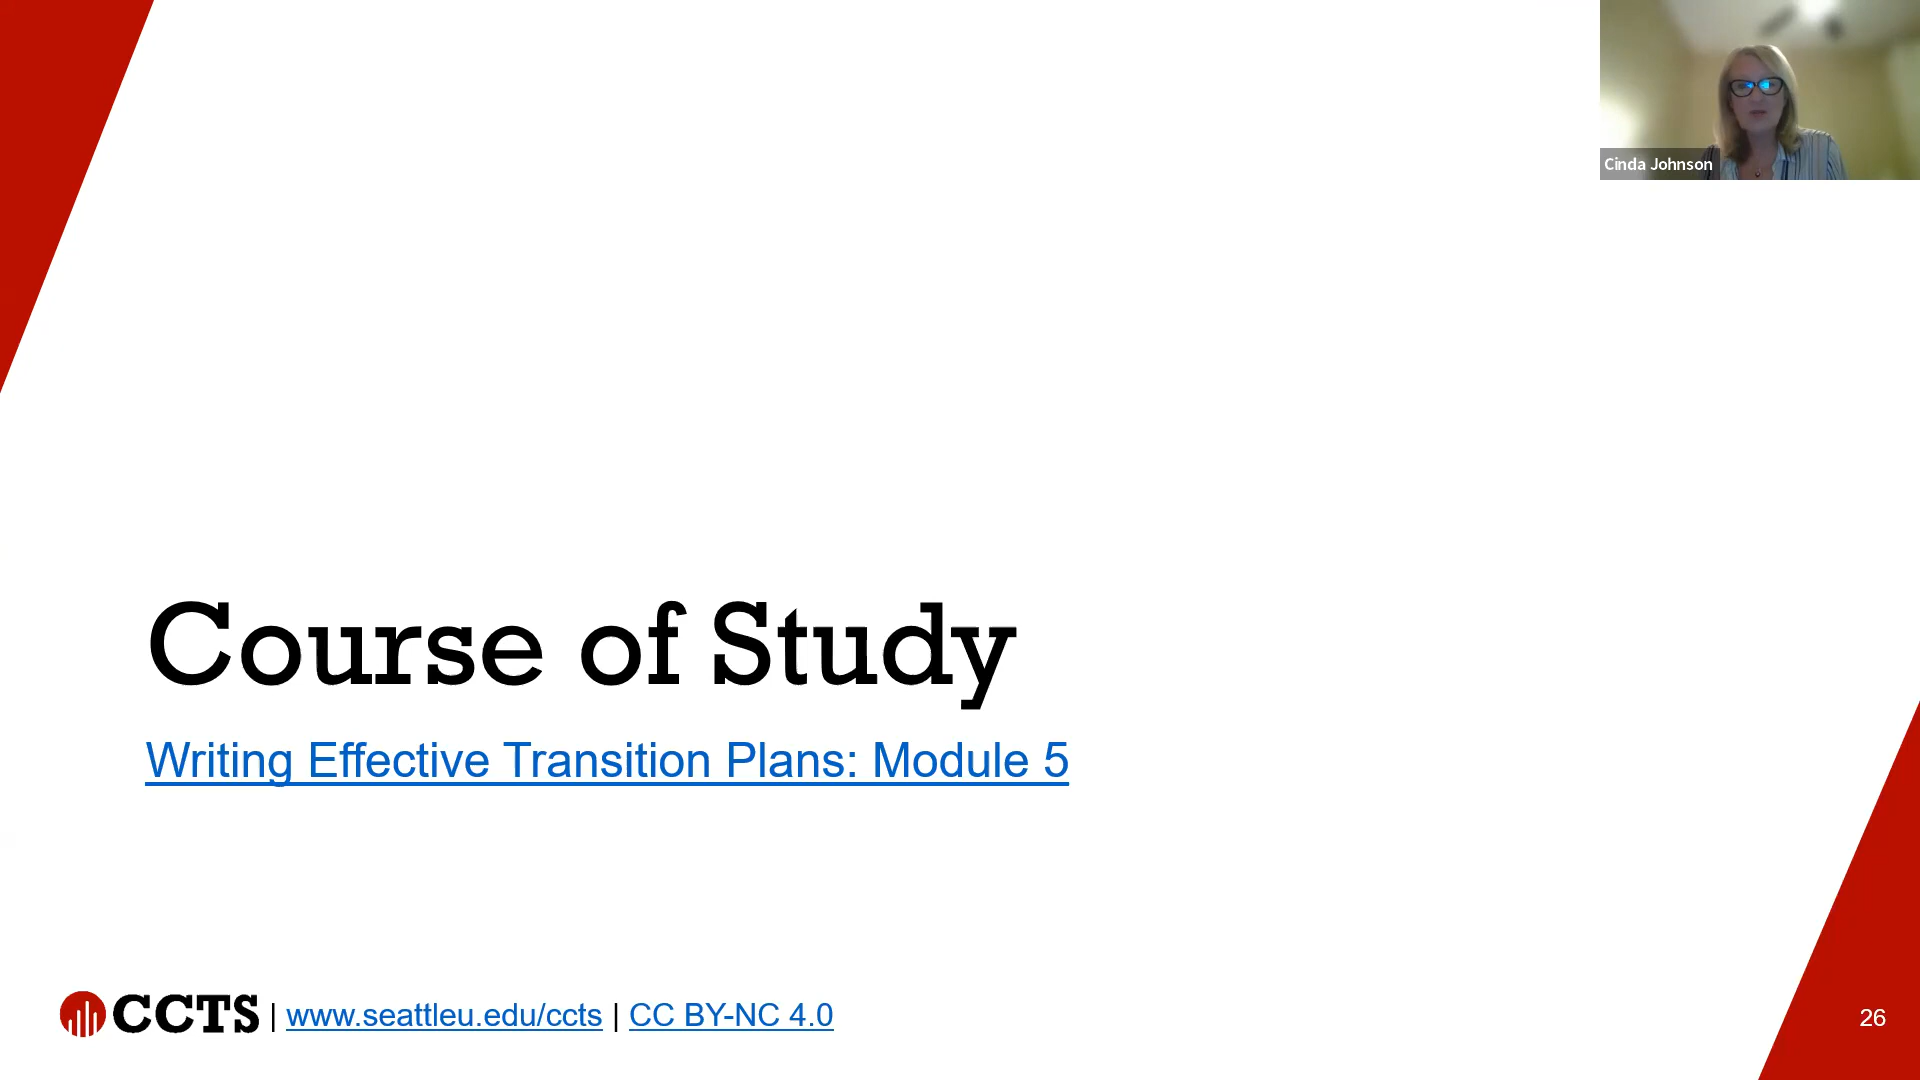 Cinda Johnson
Course of Study
Writing Effective Transition Plans: Module 5
CCTS | www.seattleu.edu/ccts | CC BY-NC 4.0
26